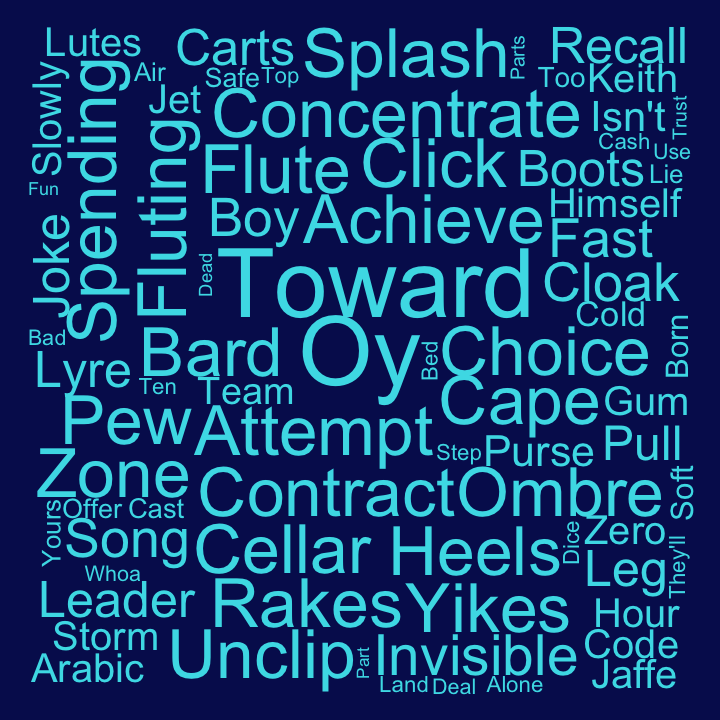 Lutes
Carts
Splash
Parts
Recall
Air
Safe
Top
Too
Keith
Slowly
Spending
Jet
Concentrate
Isn't
Trust
Cash
Use
Fun
Fluting
Flute
Click
Boots
Lie
Boy
Achieve
Himself
Joke
Dead
Toward
Fast
Cloak
Cold
Bad
Bard
Oy
Bed
Choice
Born
Lyre
Ten
Team
Cape
Gum
Pew
Attempt
Step
Purse
Pull
Zone
Contract
Ombre
Soft
Yours
Offer
Cast
Song
Cellar
Heels
Dice
Zero
They'll
Whoa
Leg
Leader
Rakes
Yikes
Hour
Storm
Unclip
Part
Invisible
Code
Arabic
Land
Deal
Alone
Jaffe